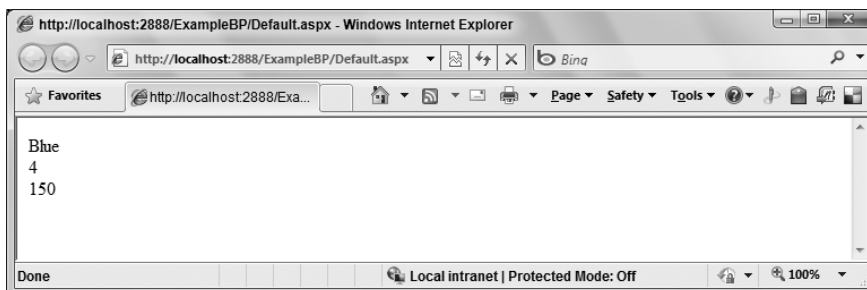 http://localhost:2888/ExampleBP/Default.aspx - Windows Internet Explorer
http://localhost:2888/ExampleBP/Default.aspx
Bing
Favorites
http://localhost:2888/Exa...
Page Safety Tools
Blue
4
150
Done
Local intranet | Protected Mode: Off
100%